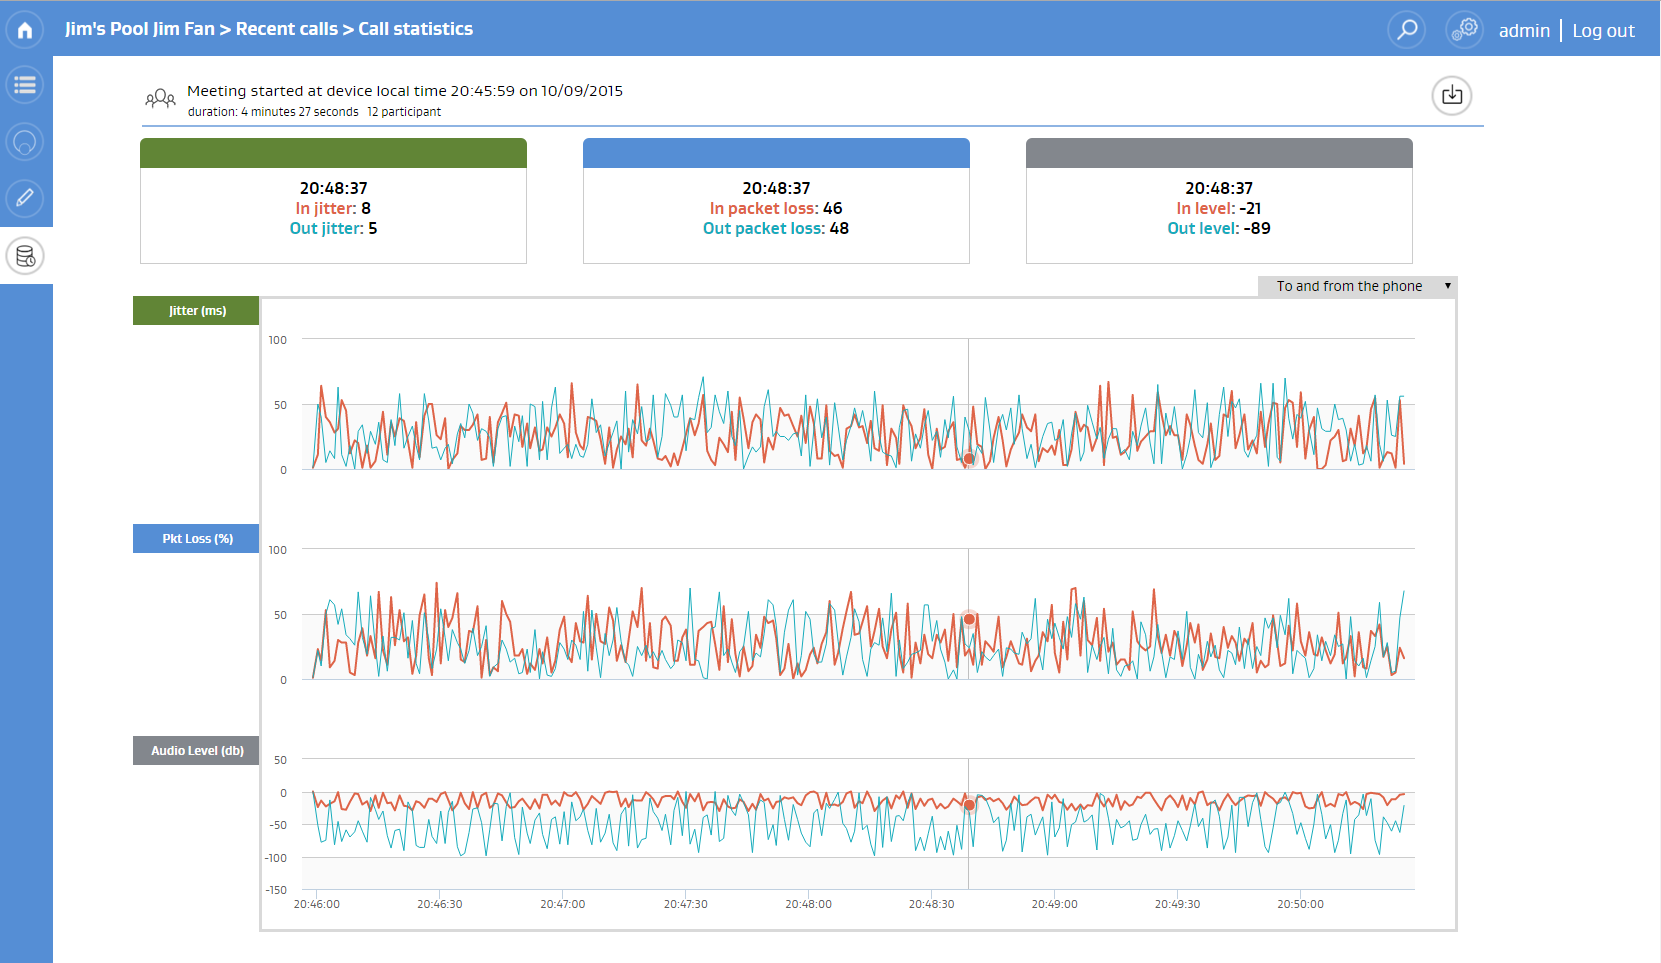 Jim's Pool Jim Fan > Recent calls > Call statistics
admin | Log out
Meeting started at device local time 20:45:59 on 10/09/2015
duration: 4 minutes 27 seconds 12 participant
20:48:37
In jitter: 8
Out jitter: 5
20:48:37
In packet loss: 46
Out packet loss: 48
20:48:37
In level: -21
Out level: -89
To and from the phone
Jitter (ms)
100
50
0
Pkt Loss (%)
100
50
0
Audio Level (db)
50
0
-50
-100
-150
20:46:00 20:46:30 20:47:00 20:47:30 20:48:00 20:48:30 20:49:00 20:49:30 20:50:00